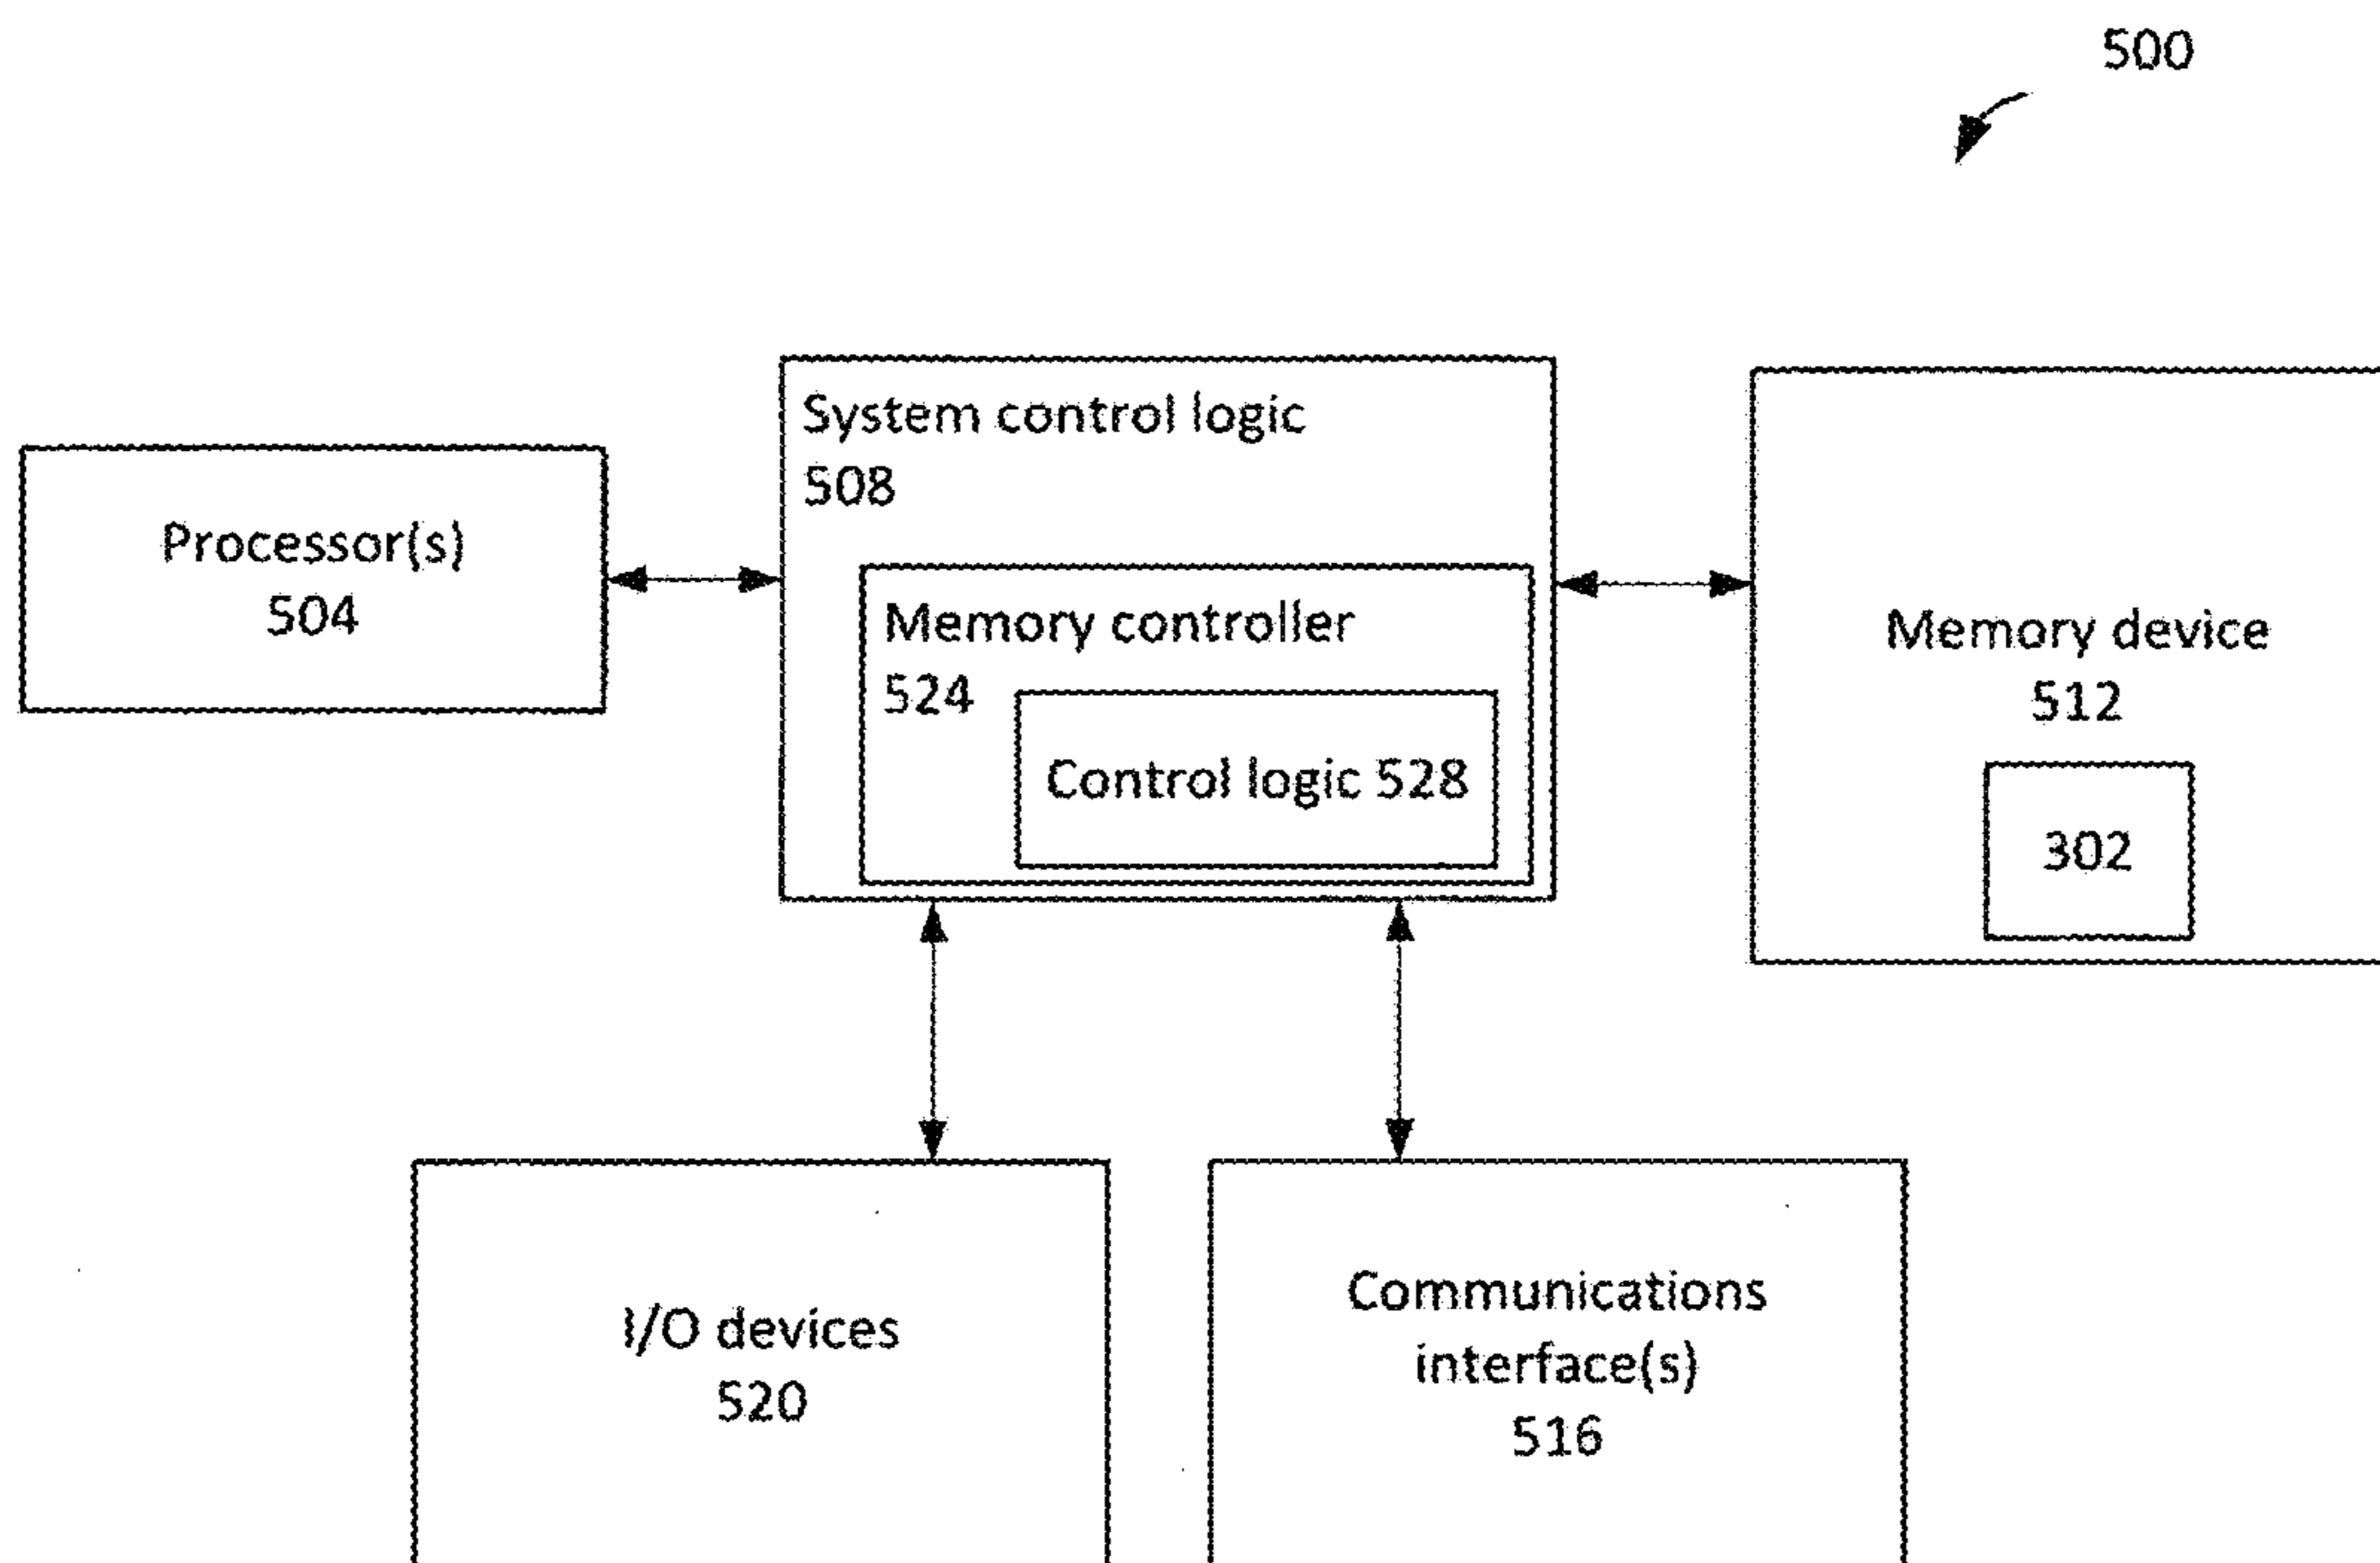 500
System control logic
508
Processor(s)
504
Memory controller
524
Control logic 528
Memory device
512
302
I/O devices
520
Communications
interface(s)
516